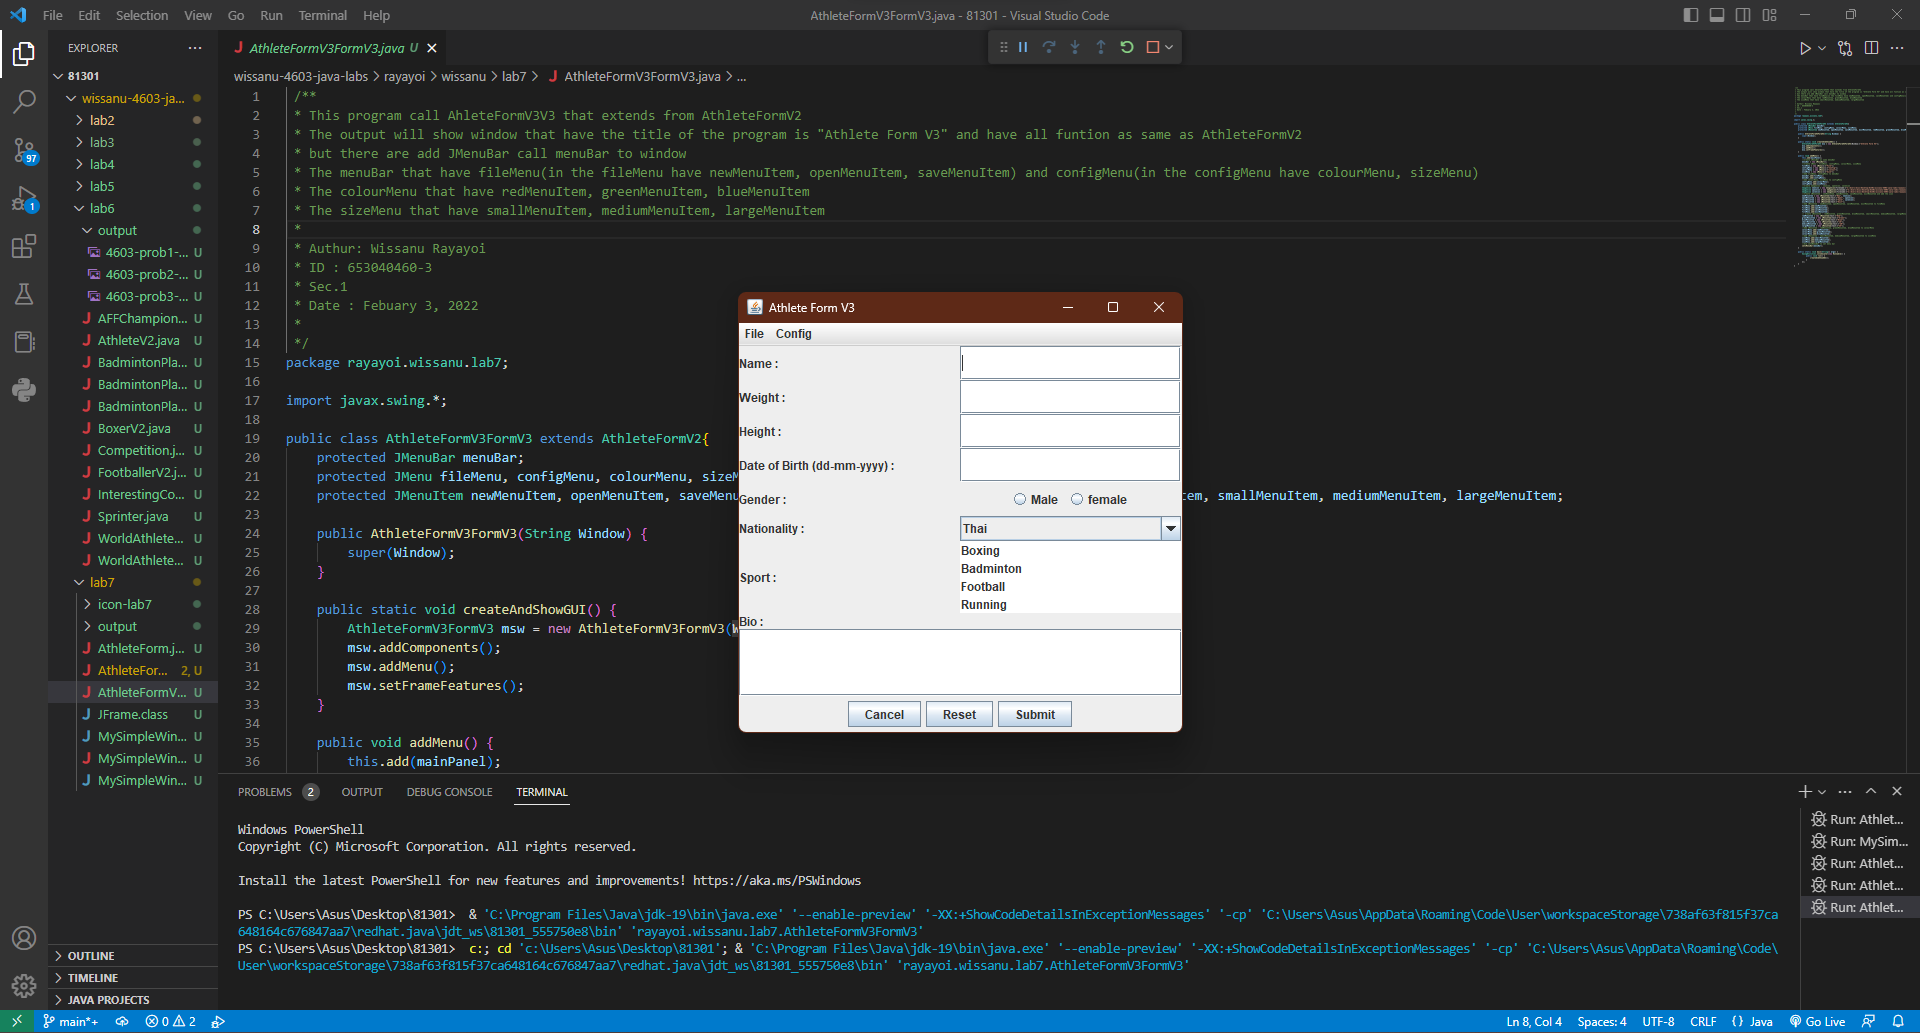 File Edit Selection View Go Run Terminal Help
AthleteFormV3FormV3.java - 81301 - Visual Studio Code
EXPLORER
81301
wissanu-4603-ja...
lab2
lab3
lab4
lab5
lab6
output
4603-prob1-... U
4603-prob2-... U
4603-prob3-... U
AFFChampion... U
AthleteV2.java U
BadmintonPla... U
BadmintonPla... U
BadmintonPla... U
BoxerV2.java U
Competition.j... U
FootballerV2.j... U
InterestingCo... U
Sprinter.java U
WorldAthlete... U
WorldAthlete... U
lab7
icon-lab7
output
AthleteForm.j... U
AthleteFor... 2, U
AthleteFormV... U
JFrame.class U
MySimpleWin... U
MySimpleWin... U
MySimpleWin... U
OUTLINE
TIMELINE
JAVA PROJECTS
97
1
AthleteFormV3FormV3.java U
wissanu-4603-java-labs > rayayoi > wissanu > lab7 > AthleteFormV3FormV3.java > ...
1 /**
2 * This program call AhleteFormV3V3 that extends from AthleteFormV2
3 * The output will show window that have the title of the program is "Athlete Form V3" and have all funtion as same as AthleteFormV2
4 * but there are add JMenuBar call menuBar to window
5 * The menuBar that have fileMenu(in the fileMenu have newMenuItem, openMenuItem, saveMenuItem) and configMenu(in the configMenu have colourMenu, sizeMenu)
6 * The colourMenu that have redMenuItem, greenMenuItem, blueMenuItem
7 * The sizeMenu that have smallMenuItem, mediumMenuItem, largeMenuItem
8 *
9 * Authur: Wissanu Rayayoi
10 * ID : 653040460-3
11 * Sec.1
12 * Date : Febuary 3, 2022
13 *
14 */
15 package rayayoi.wissanu.lab7;
16
17 import javax.swing.*;
18
19 public class AthleteFormV3FormV3 extends AthleteFormV2{
20 protected JMenuBar menuBar;
21 protected JMenu fileMenu, configMenu, colourMenu, sizeM
22 protected JMenuItem newMenuItem, openMenuItem, saveMenu em, smallMenuItem, mediumMenuItem, largeMenuItem;
23
24 public AthleteFormV3FormV3(String Window) {
25 super(Window);
26 }
27
28 public static void createAndShowGUI() {
29 AthleteFormV3FormV3 msw = new AthleteFormV3FormV3(
30 msw.addComponents();
31 msw.addMenu();
32 msw.setFrameFeatures();
33 }
34
35 public void addMenu() {
36 this.add(mainPanel);
Athlete Form V3
File Config
Name :
Weight :
Height :
Date of Birth (dd-mm-yyyy) :
Gender : Male female
Nationality : Thai
Boxing
Badminton
Sport :
Football
Running
Bio :
Cancel Reset Submit
PROBLEMS 2 OUTPUT DEBUG CONSOLE TERMINAL
Windows PowerShell
Copyright (C) Microsoft Corporation. All rights reserved.
Install the latest PowerShell for new features and improvements! https://aka.ms/PSWindows
PS C:\Users\Asus\Desktop\81301> & 'C:\Program Files\Java\jdk-19\bin\java.exe' '--enable-preview' '-XX:+ShowCodeDetailsInExceptionMessages' '-cp' 'C:\Users\Asus\AppData\Roaming\Code\User\workspaceStorage\738af63f815f37ca
648164c676847aa7\redhat.java\jdt_ws\81301_555750e8\bin' 'rayayoi.wissanu.lab7.AthleteFormV3FormV3'
PS C:\Users\Asus\Desktop\81301> c:; cd 'c:\Users\Asus\Desktop\81301'; & 'C:\Program Files\Java\jdk-19\bin\java.exe' '--enable-preview' '-XX:+ShowCodeDetailsInExceptionMessages' '-cp' 'C:\Users\Asus\AppData\Roaming\Code\
User\workspaceStorage\738af63f815f37ca648164c676847aa7\redhat.java\jdt_ws\81301_555750e8\bin' 'rayayoi.wissanu.lab7.AthleteFormV3FormV3'
Run: Athlet...
Run: MySim...
Run: Athlet...
Run: Athlet...
Run: Athlet...
main*+ 0 2
Ln 8, Col 4 Spaces: 4 UTF-8 CRLF {} Java Go Live